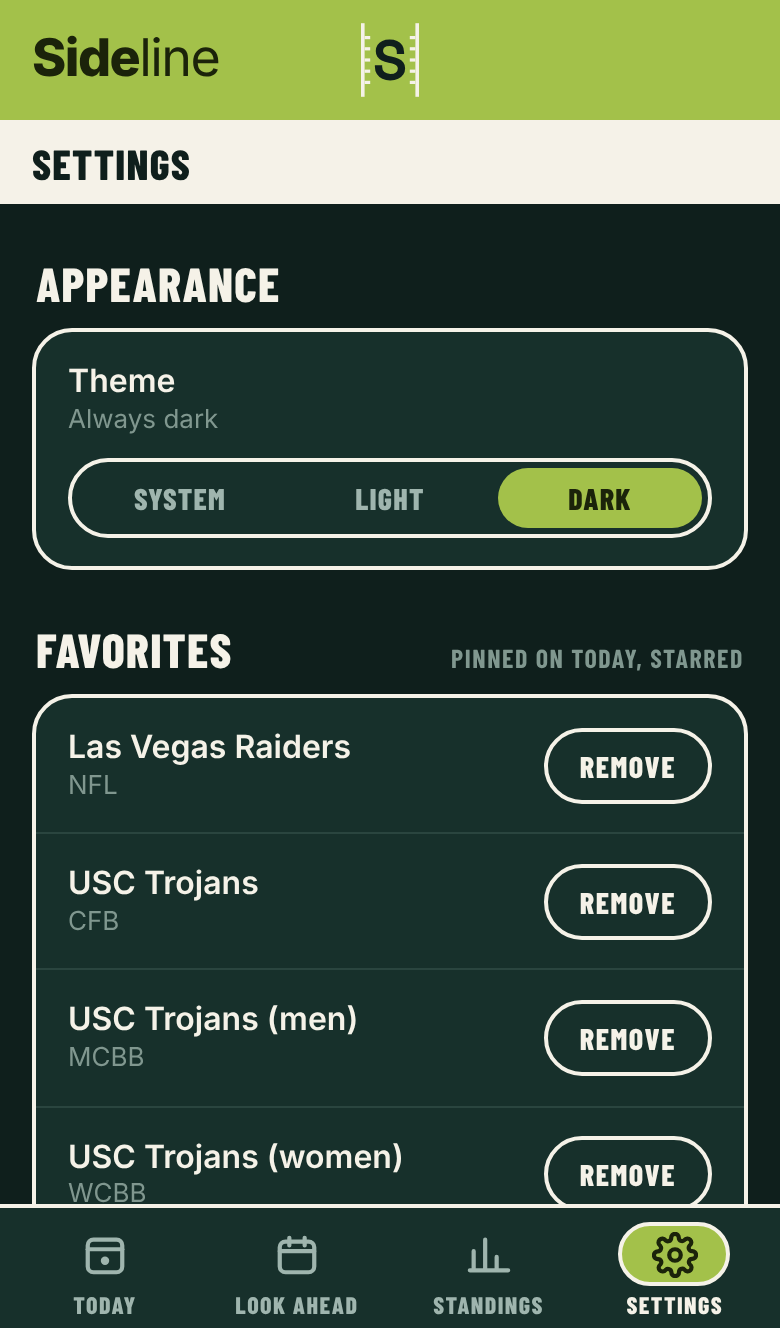 Sideline
S
SETTINGS
APPEARANCE
Theme
Always dark
SYSTEM LIGHT DARK
FAVORITES PINNED ON TODAY, STARRED
Las Vegas Raiders
NFL
REMOVE
USC Trojans
CFB
REMOVE
USC Trojans (men)
MCBB
REMOVE
USC Trojans (women)
WCBB
REMOVE
TODAY LOOK AHEAD STANDINGS SETTINGS